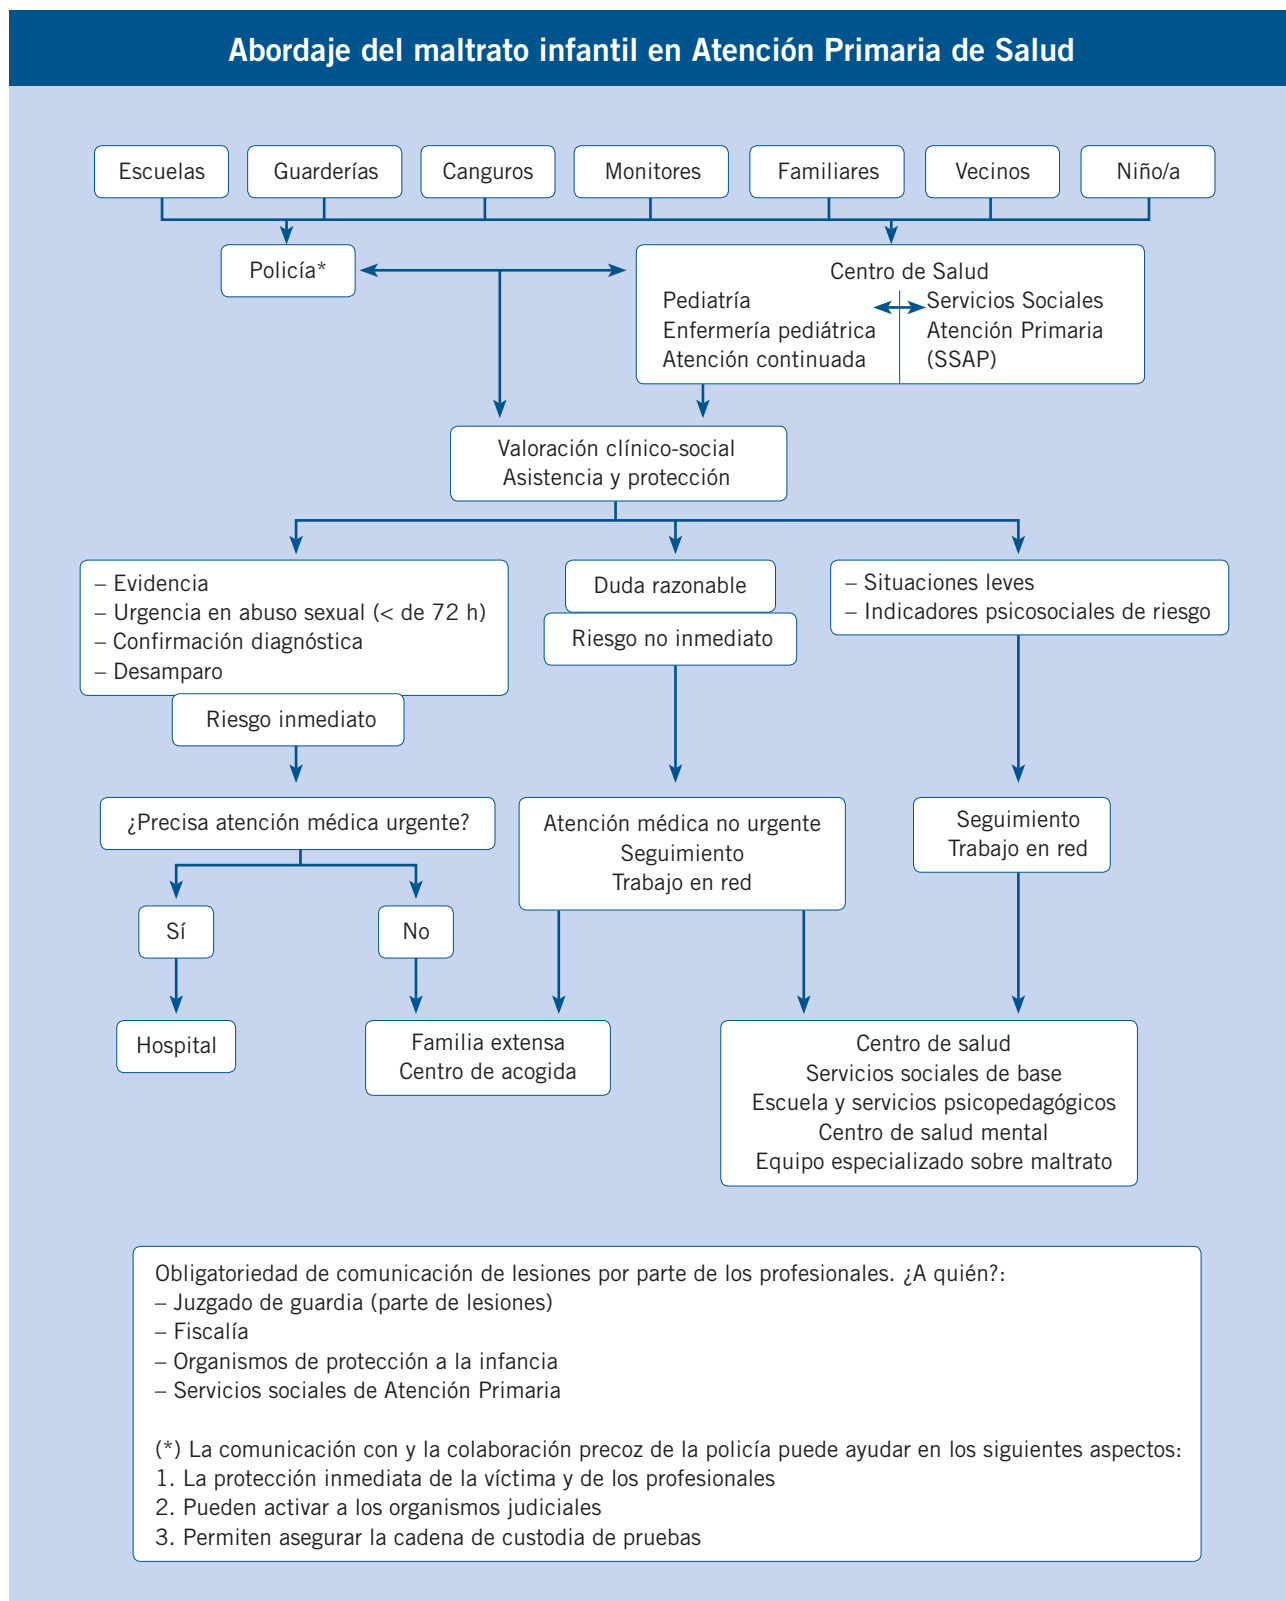 Abordaje del maltrato infantil en Atención Primaria de Salud
Escuelas
Guarderías
Canguros
Monitores
Familiares
Vecinos
Niño/a
Policía*
Centro de Salud
Pediatría
Enfermería pediátrica
Atención continuada
Servicios Sociales
Atención Primaria
(SSAP)
Valoración clínico-social
Asistencia y protección
– Evidencia
– Urgencia en abuso sexual (< de 72 h)
– Confirmación diagnóstica
– Desamparo
Riesgo inmediato
Duda razonable
Riesgo no inmediato
– Situaciones leves
– Indicadores psicosociales de riesgo
¿Precisa atención médica urgente?
Atención médica no urgente
Seguimiento
Trabajo en red
Seguimiento
Trabajo en red
Sí
No
Hospital
Familia extensa
Centro de acogida
Centro de salud
Servicios sociales de base
Escuela y servicios psicopedagógicos
Centro de salud mental
Equipo especializado sobre maltrato
Obligatoriedad de comunicación de lesiones por parte de los profesionales. ¿A quién?:
– Juzgado de guardia (parte de lesiones)
– Fiscalía
– Organismos de protección a la infancia
– Servicios sociales de Atención Primaria
(*) La comunicación con y la colaboración precoz de la policía puede ayudar en los siguientes aspectos:
1. La protección inmediata de la víctima y de los profesionales
2. Pueden activar a los organismos judiciales
3. Permiten asegurar la cadena de custodia de pruebas